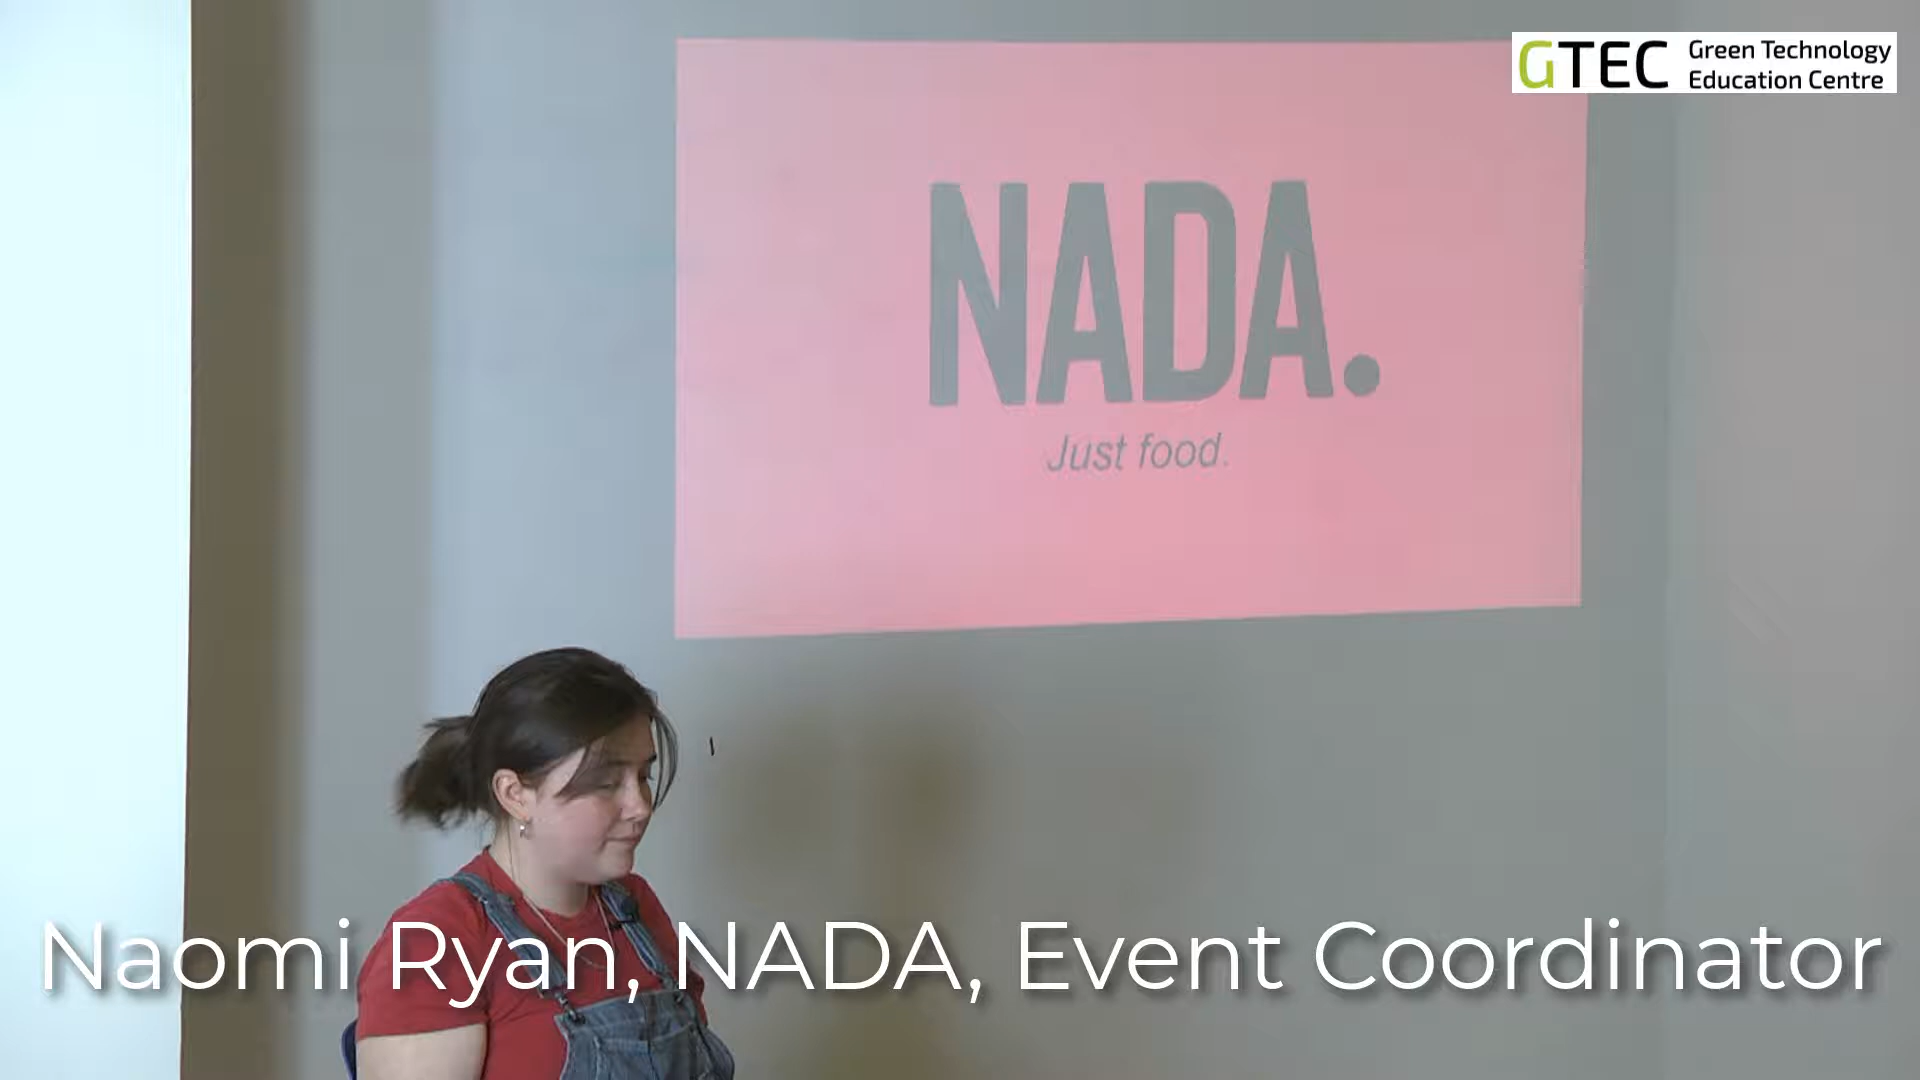 GTEC
Green Technology
Education Centre
NADA.
Just food.
Naomi Ryan, NADA, Event Coordinator